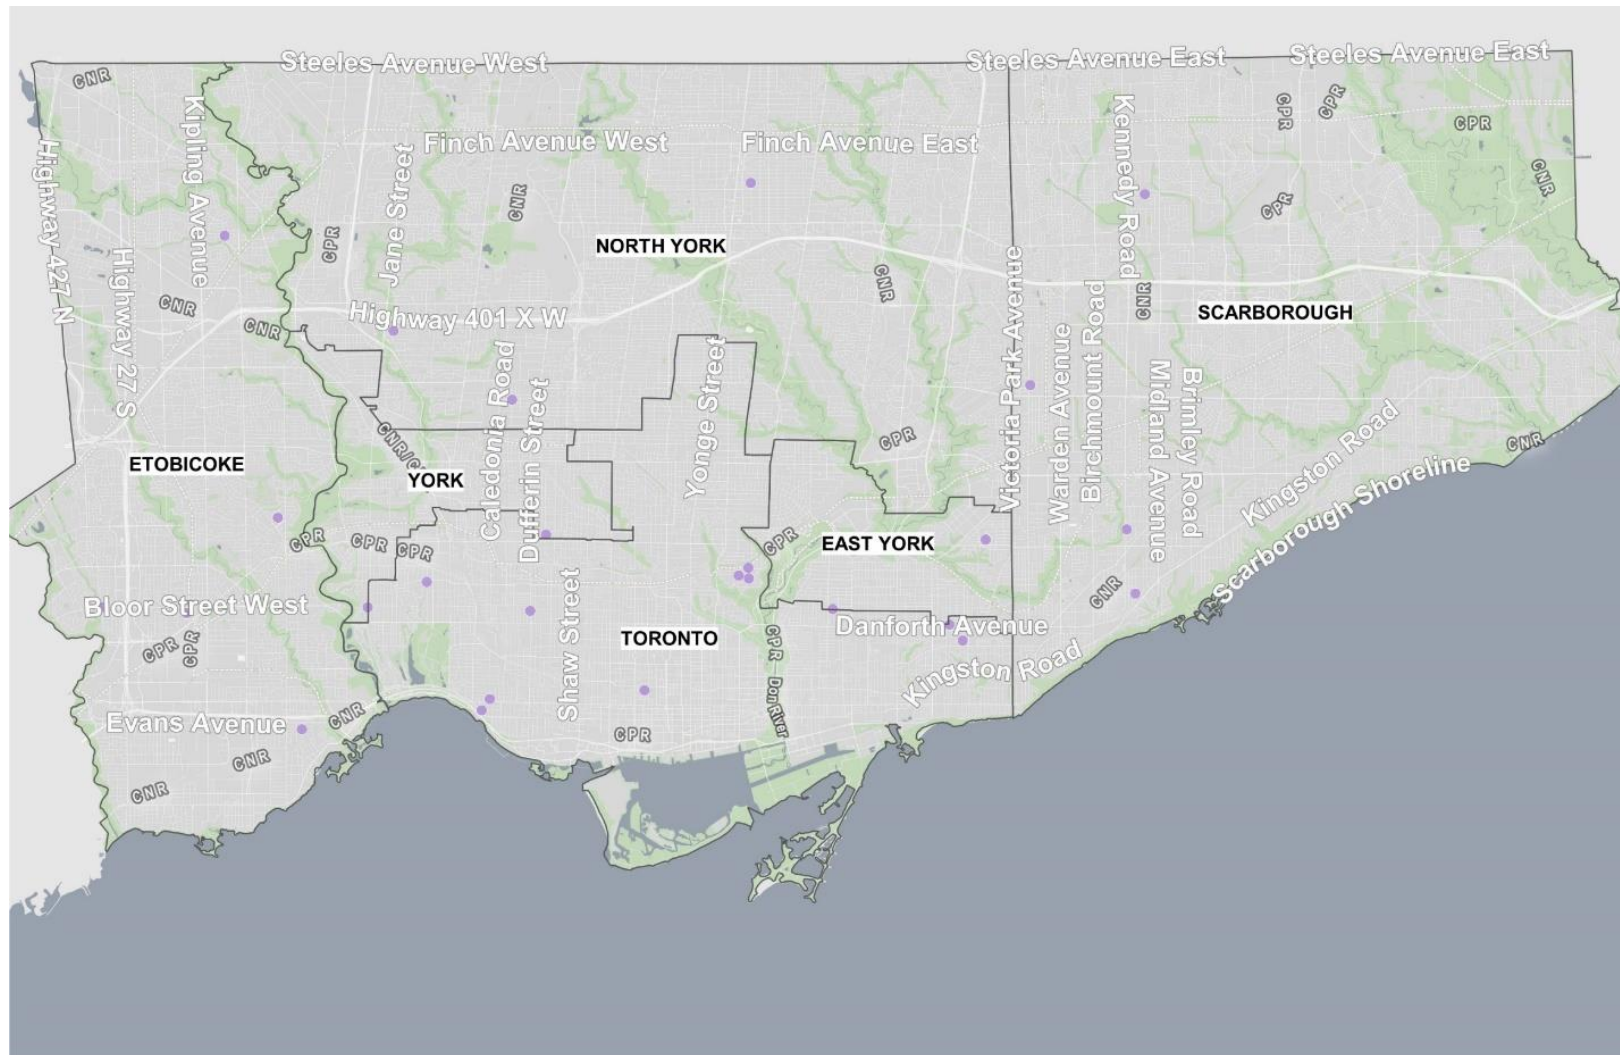 Steeles Avenue West
Steeles Avenue East
Steeles Avenue East
CNR
Kipling Avenue
Highway 427 N
Jane Street
Finch Avenue West
Finch Avenue East
Kennedy Road
CPR
CPR
CPR
CNR
CNR
CPR
CPR
NORTH YORK
Highway 27 S
CNR
CNR
CNR
Highway 401 X W
Victoria Park Avenue
CNR
SCARBOROUGH
Caledonia Road
Dufferin Street
Yonge Street
Warden Avenue
Birchmount Road
Midland Avenue
Brimley Road
CPR
Kingston Road
CNR
Scarborough Shoreline
ETOBICOKE
YORK
CPR
CPR
CPR
CPR
EAST YORK
Bloor Street West
CPR
CPR
Shaw Street
TORONTO
CPR
Don River
Danforth Avenue
Kingston Road
CNR
Evans Avenue
CNR
CNR
CNR
CPR